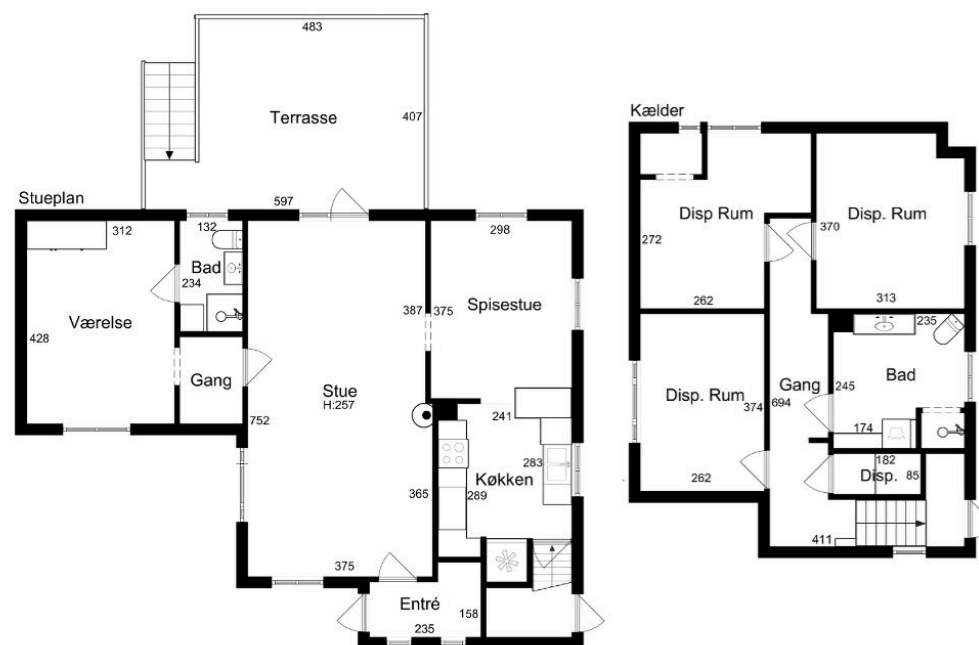 483
Terrasse
407
597
Stueplan
312
132
298
Bad
234
Værelse
428
387
375
Spisestue
Gang
Stue
H:257
752
241
283
Køkken
289
365
375
Entré
158
235
Kælder
Disp Rum
272
262
Disp. Rum
370
313
235
Bad
245
Gang
174
Disp. Rum
374
694
262
182
Disp.
85
411